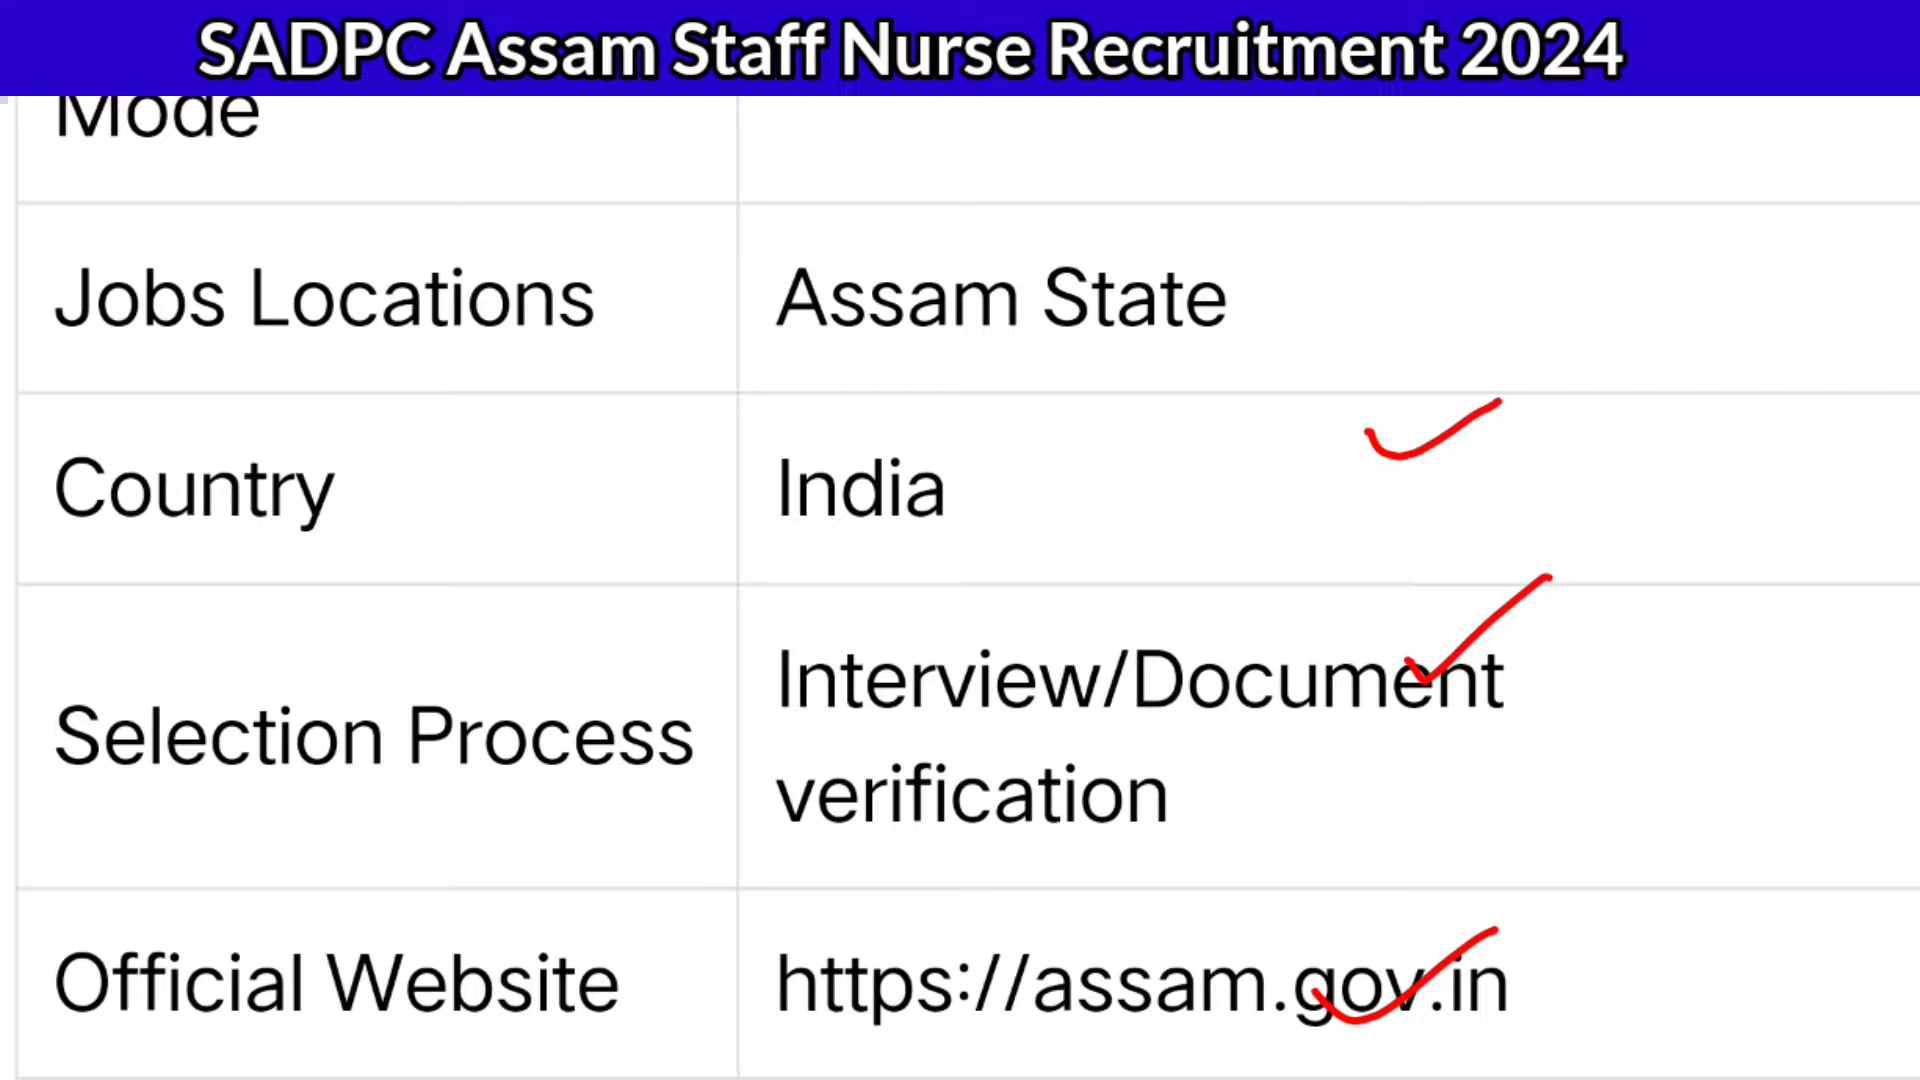 SADPC Assam Staff Nurse Recruitment 2024
Mode
Jobs Locations
Assam State
Country
India
Selection Process
Interview/Document
verification
Official Website
https://assam.gov.in